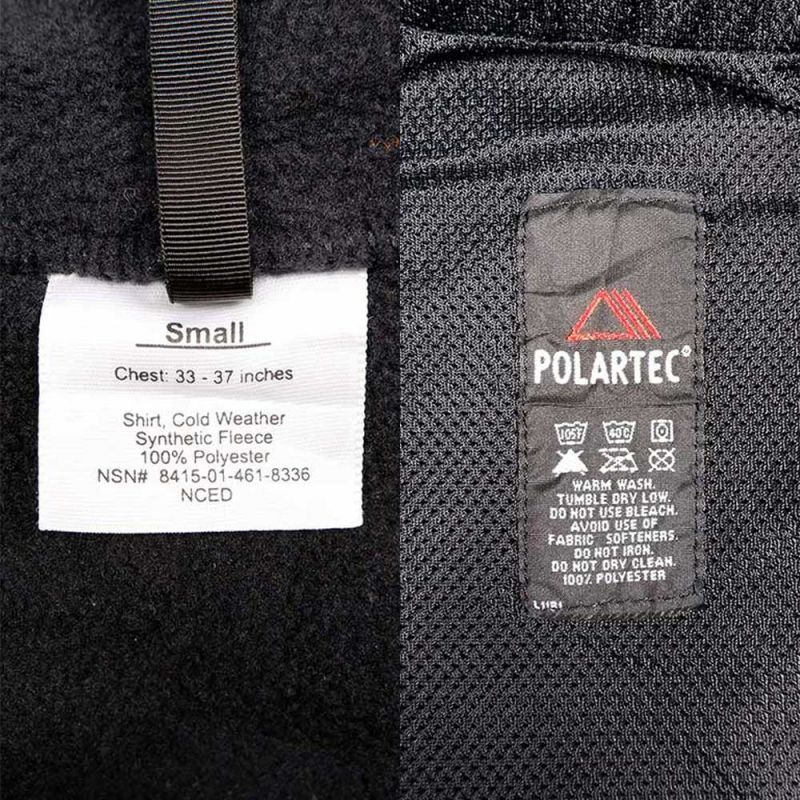 Small
Chest: 33 - 37 inches
Shirt, Cold Weather
Synthetic Fleece
100% Polyester
NSN# 8415-01-461-8336
NCED
POLARTEC®
105F 40°C
WARM WASH.
TUMBLE DRY LOW.
DO NOT USE BLEACH.
AVOID USE OF
FABRIC SOFTENERS.
DO NOT IRON.
DO NOT DRY CLEAN.
100% POLYESTER